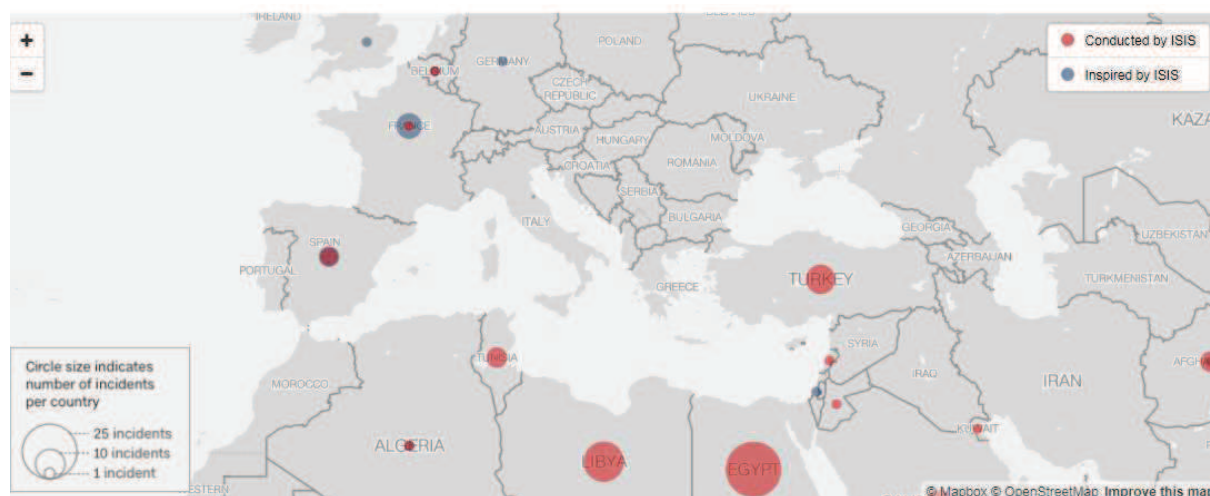 IRELAND
BELARUS
+
−
POLAND
GERMANY
BELGIUM
CZECH
REPUBLIC
UKRAINE
KAZA
FRANCE
AUSTRIA
HUNGARY
MOLDOVA
CROATIA
ROMANIA
SERBIA
ITALY
BULGARIA
GEORGIA
UZBEKISTAN
SPAIN
AZERBAIJAN
PORTUGAL
TURKEY
TURKMENISTAN
GREECE
TUNISIA
SYRIA
AFGHA
MOROCCO
IRAQ
IRAN
ALGERIA
KUWAIT
LIBYA
EGYPT
WESTERN
Conducted by ISIS
Inspired by ISIS
Circle size indicates
number of incidents
per country
25 incidents
10 incidents
1 incident
© Mapbox © OpenStreetMap Improve this map